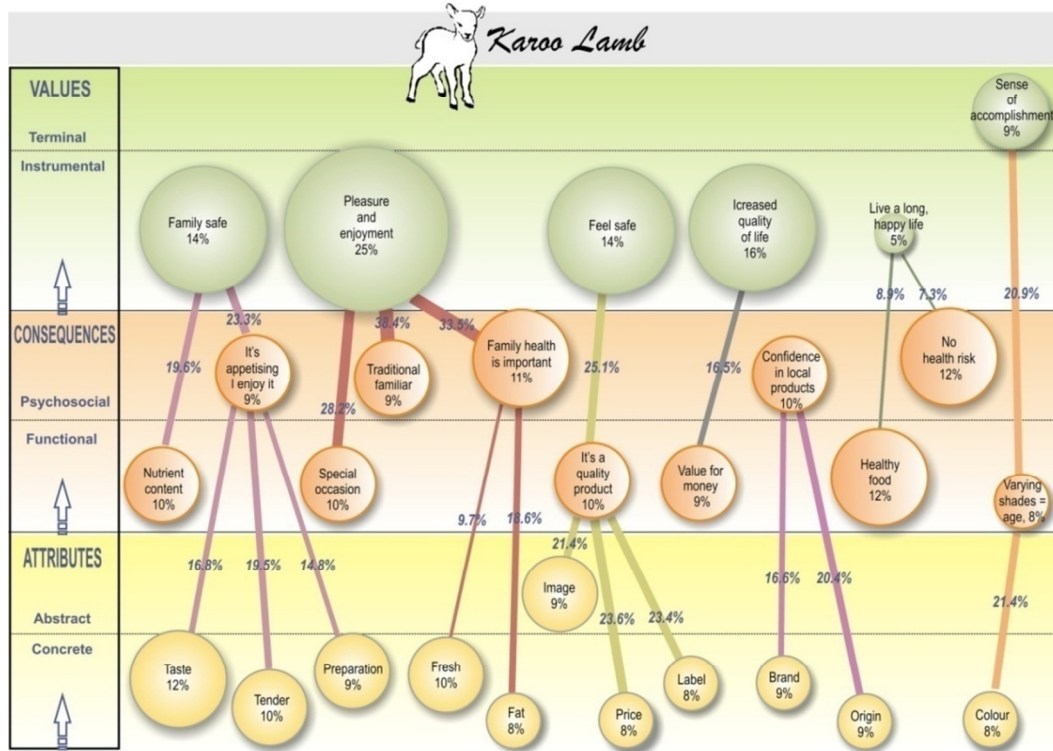 Karoo Lamb
VALUES
Terminal
Instrumental
Sense
of
accomplishment
9%
Family safe
14%
Pleasure
and
enjoyment
25%
Feel safe
14%
Icreased
quality
of life
16%
Live a long,
happy life
5%
23.3%
38.4%
33.5%
8.9%
7.3%
20.9%
CONSEQUENCES
Psychosocial
Functional
19.6%
It's
appetising
I enjoy it
9%
28.2%
Traditional
familiar
9%
Family health
is important
11%
25.1%
16.5%
Confidence
in local
products
10%
No
health risk
12%
Nutrient
content
10%
Special
occasion
10%
It's a
quality
product
10%
Value for
money
9%
Healthy
food
12%
Varying
shades =
age, 8%
9.7%
18.6%
ATTRIBUTES
Abstract
Concrete
16.8%
19.5%
14.8%
21.4%
Image
9%
23.6%
23.4%
16.6%
20.4%
21.4%
Taste
12%
Tender
10%
Preparation
9%
Fresh
10%
Fat
8%
Price
8%
Label
8%
Brand
9%
Origin
9%
Colour
8%